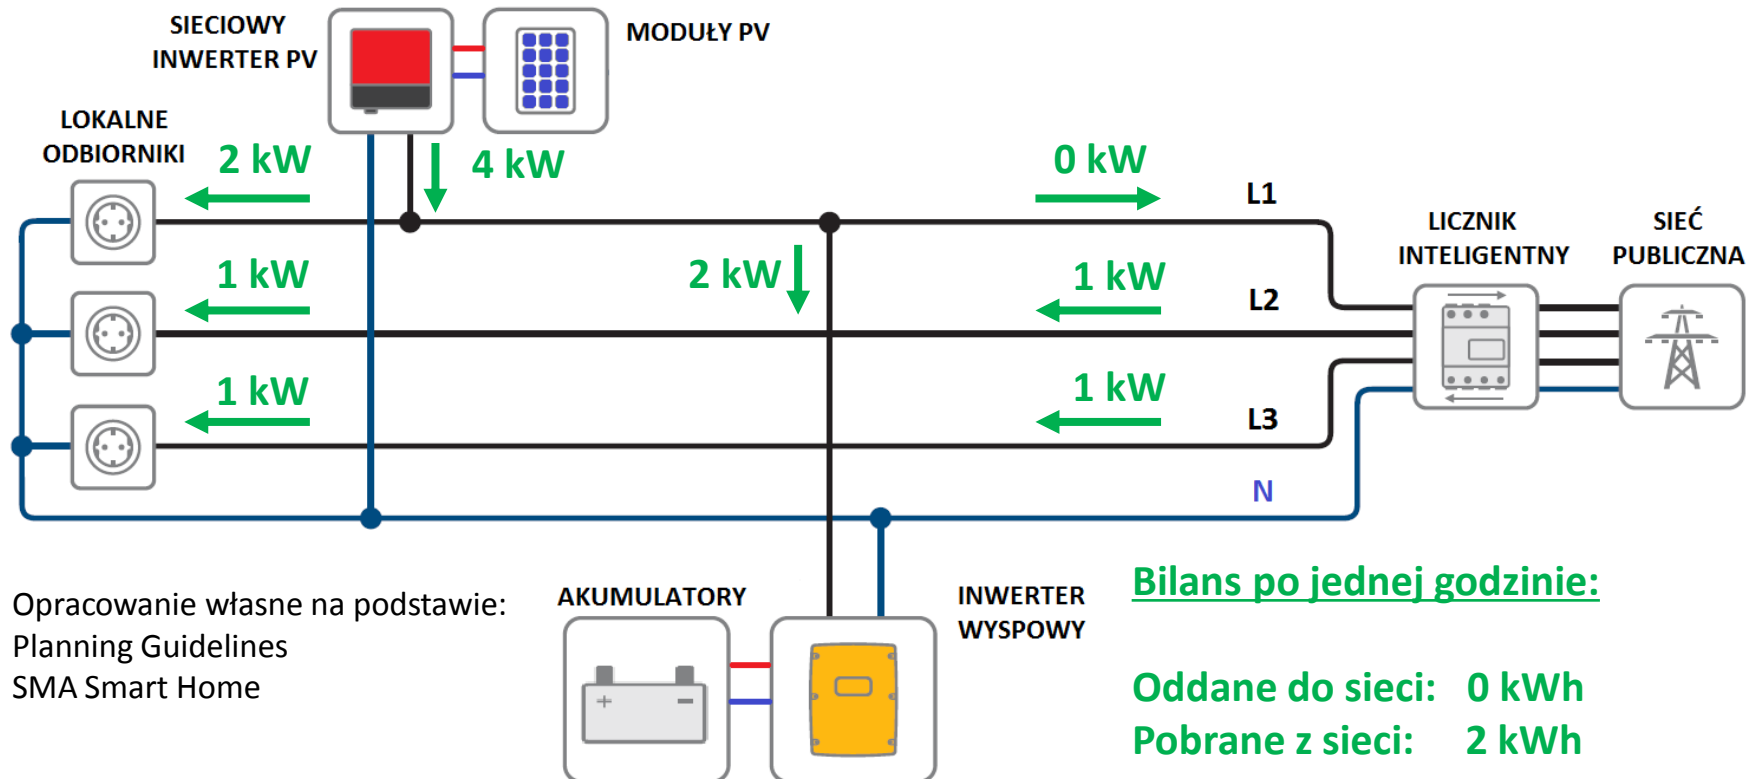 SIECIOWY
INWERTER PV
MODUŁY PV
LOKALNE
ODBIORNIKI
2 kW
4 kW
0 kW
L1
LICZNIK
INTELIGENTNY
SIEĆ
PUBLICZNA
1 kW
2 kW
1 kW
L2
1 kW
1 kW
L3
N
Opracowanie własne na podstawie:
Planning Guidelines
SMA Smart Home
AKUMULATORY
INWERTER
WYSPOWY
+ -
Bilans po jednej godzinie:
Oddane do sieci: 0 kWh
Pobrane z sieci: 2 kWh